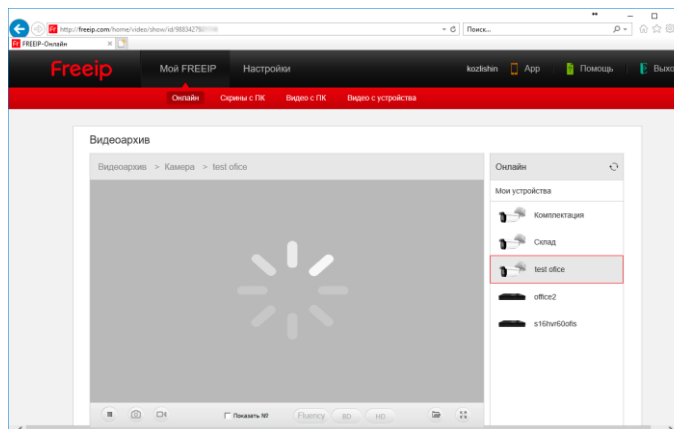 http://freeip.com/home/video/show/id/98834279
Поиск...
FREEIP-Онлайн
Freeip
Мой FREEIP
Настройки
kozlishin
App
Помощь
Выхо
Онлайн
Скрины с ПК
Видео с ПК
Видео с устройства
Видеоархив
Видеоархив > Камера > test ofice
Онлайн
Мои устройства
Комплектация
Склад
test ofice
office2
s16hvr60ofis
Показать №
Fluency
BD
HD